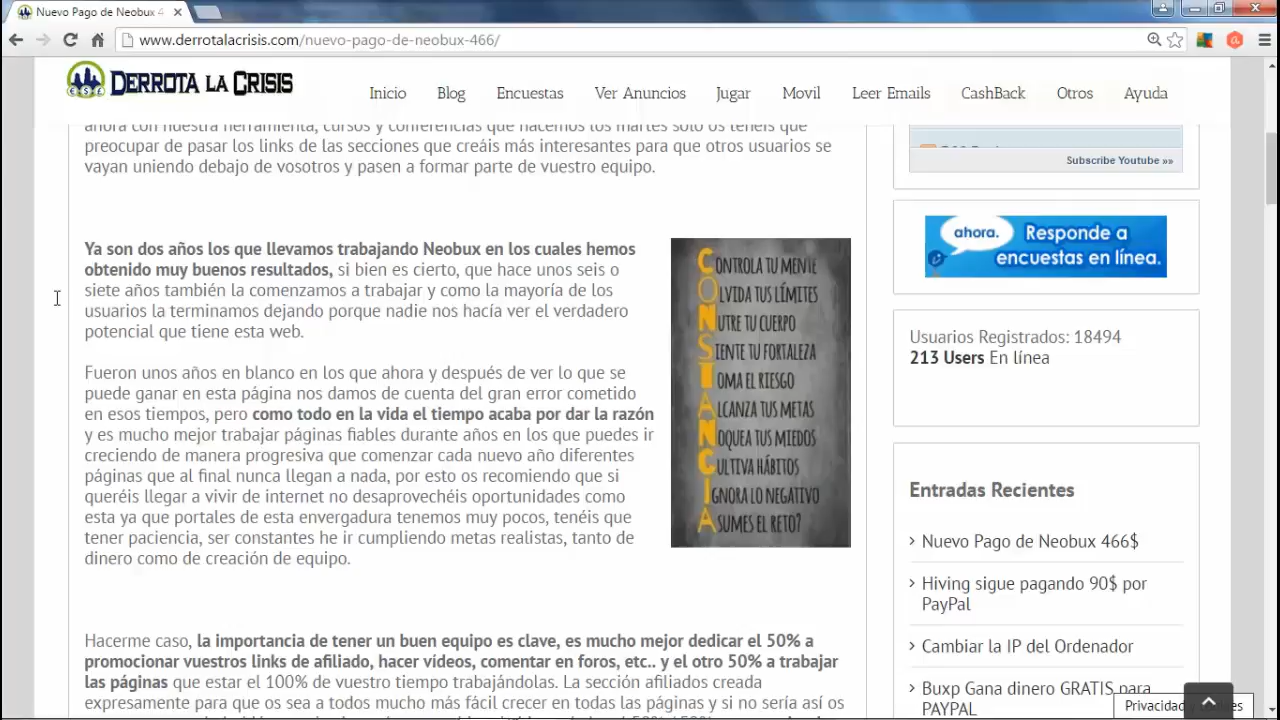 Nuevo Pago de Neobux 4
www.derrotalacrisis.com/nuevo-pago-de-neobux-466/
DERROTA LA CRISIS
Inicio Blog Encuestas Ver Anuncios Jugar Movil Leer Emails CashBack Otros Ayuda
ahora con nuestra herramienta, cursos y conferencias que hacemos los martes solo os tenéis que
preocupar de pasar los links de las secciones que creáis más interesantes para que otros usuarios se
vayan uniendo debajo de vosotros y pasen a formar parte de vuestro equipo.
Ya son dos años los que llevamos trabajando Neobux en los cuales hemos
obtenido muy buenos resultados, si bien es cierto, que hace unos seis o
siete años también la comenzamos a trabajar y como la mayoría de los
usuarios la terminamos dejando porque nadie nos hacía ver el verdadero
potencial que tiene esta web.
Fueron unos años en blanco en los que ahora y después de ver lo que se
puede ganar en esta página nos damos de cuenta del gran error cometido
en esos tiempos, pero como todo en la vida el tiempo acaba por dar la razón
y es mucho mejor trabajar páginas fiables durante años en los que puedes ir
creciendo de manera progresiva que comenzar cada nuevo año diferentes
páginas que al final nunca llegan a nada, por esto os recomiendo que si
queréis llegar a vivir de internet no desaprovechéis oportunidades como
esta ya que portales de esta envergadura tenemos muy pocos, tenéis que
tener paciencia, ser constantes he ir cumpliendo metas realistas, tanto de
dinero como de creación de equipo.
CONTROLA TU MENTE
OLVIDA TUS LÍMITES
NUTRE TU CUERPO
SIENTE TU FORTALEZA
TOMA EL RIESGO
ALCANZA TUS METAS
NOQUEA TUS MIEDOS
CULTIVA HÁBITOS
IGNORA LO NEGATIVO
ASUMES EL RETO?
Hacerme caso, la importancia de tener un buen equipo es clave, es mucho mejor dedicar el 50% a
promocionar vuestros links de afiliado, hacer videos, comentar en foros, etc.. y el otro 50% a trabajar
las páginas que estar el 100% de vuestro tiempo trabajándolas. La sección afiliados creada
expresamente para que os sea a todos mucho más fácil crecer en todas las páginas y si no sería así os
Subscribe Youtube »»
ahora.
Responde a
encuestas en línea.
Usuarios Registrados: 18494
213 Users En línea
Entradas Recientes
Nuevo Pago de Neobux 466$
Hiving sigue pagando 90$ por
PayPal
Cambiar la IP del Ordenador
Buxp Gana dinero GRATIS para
PAYPAL